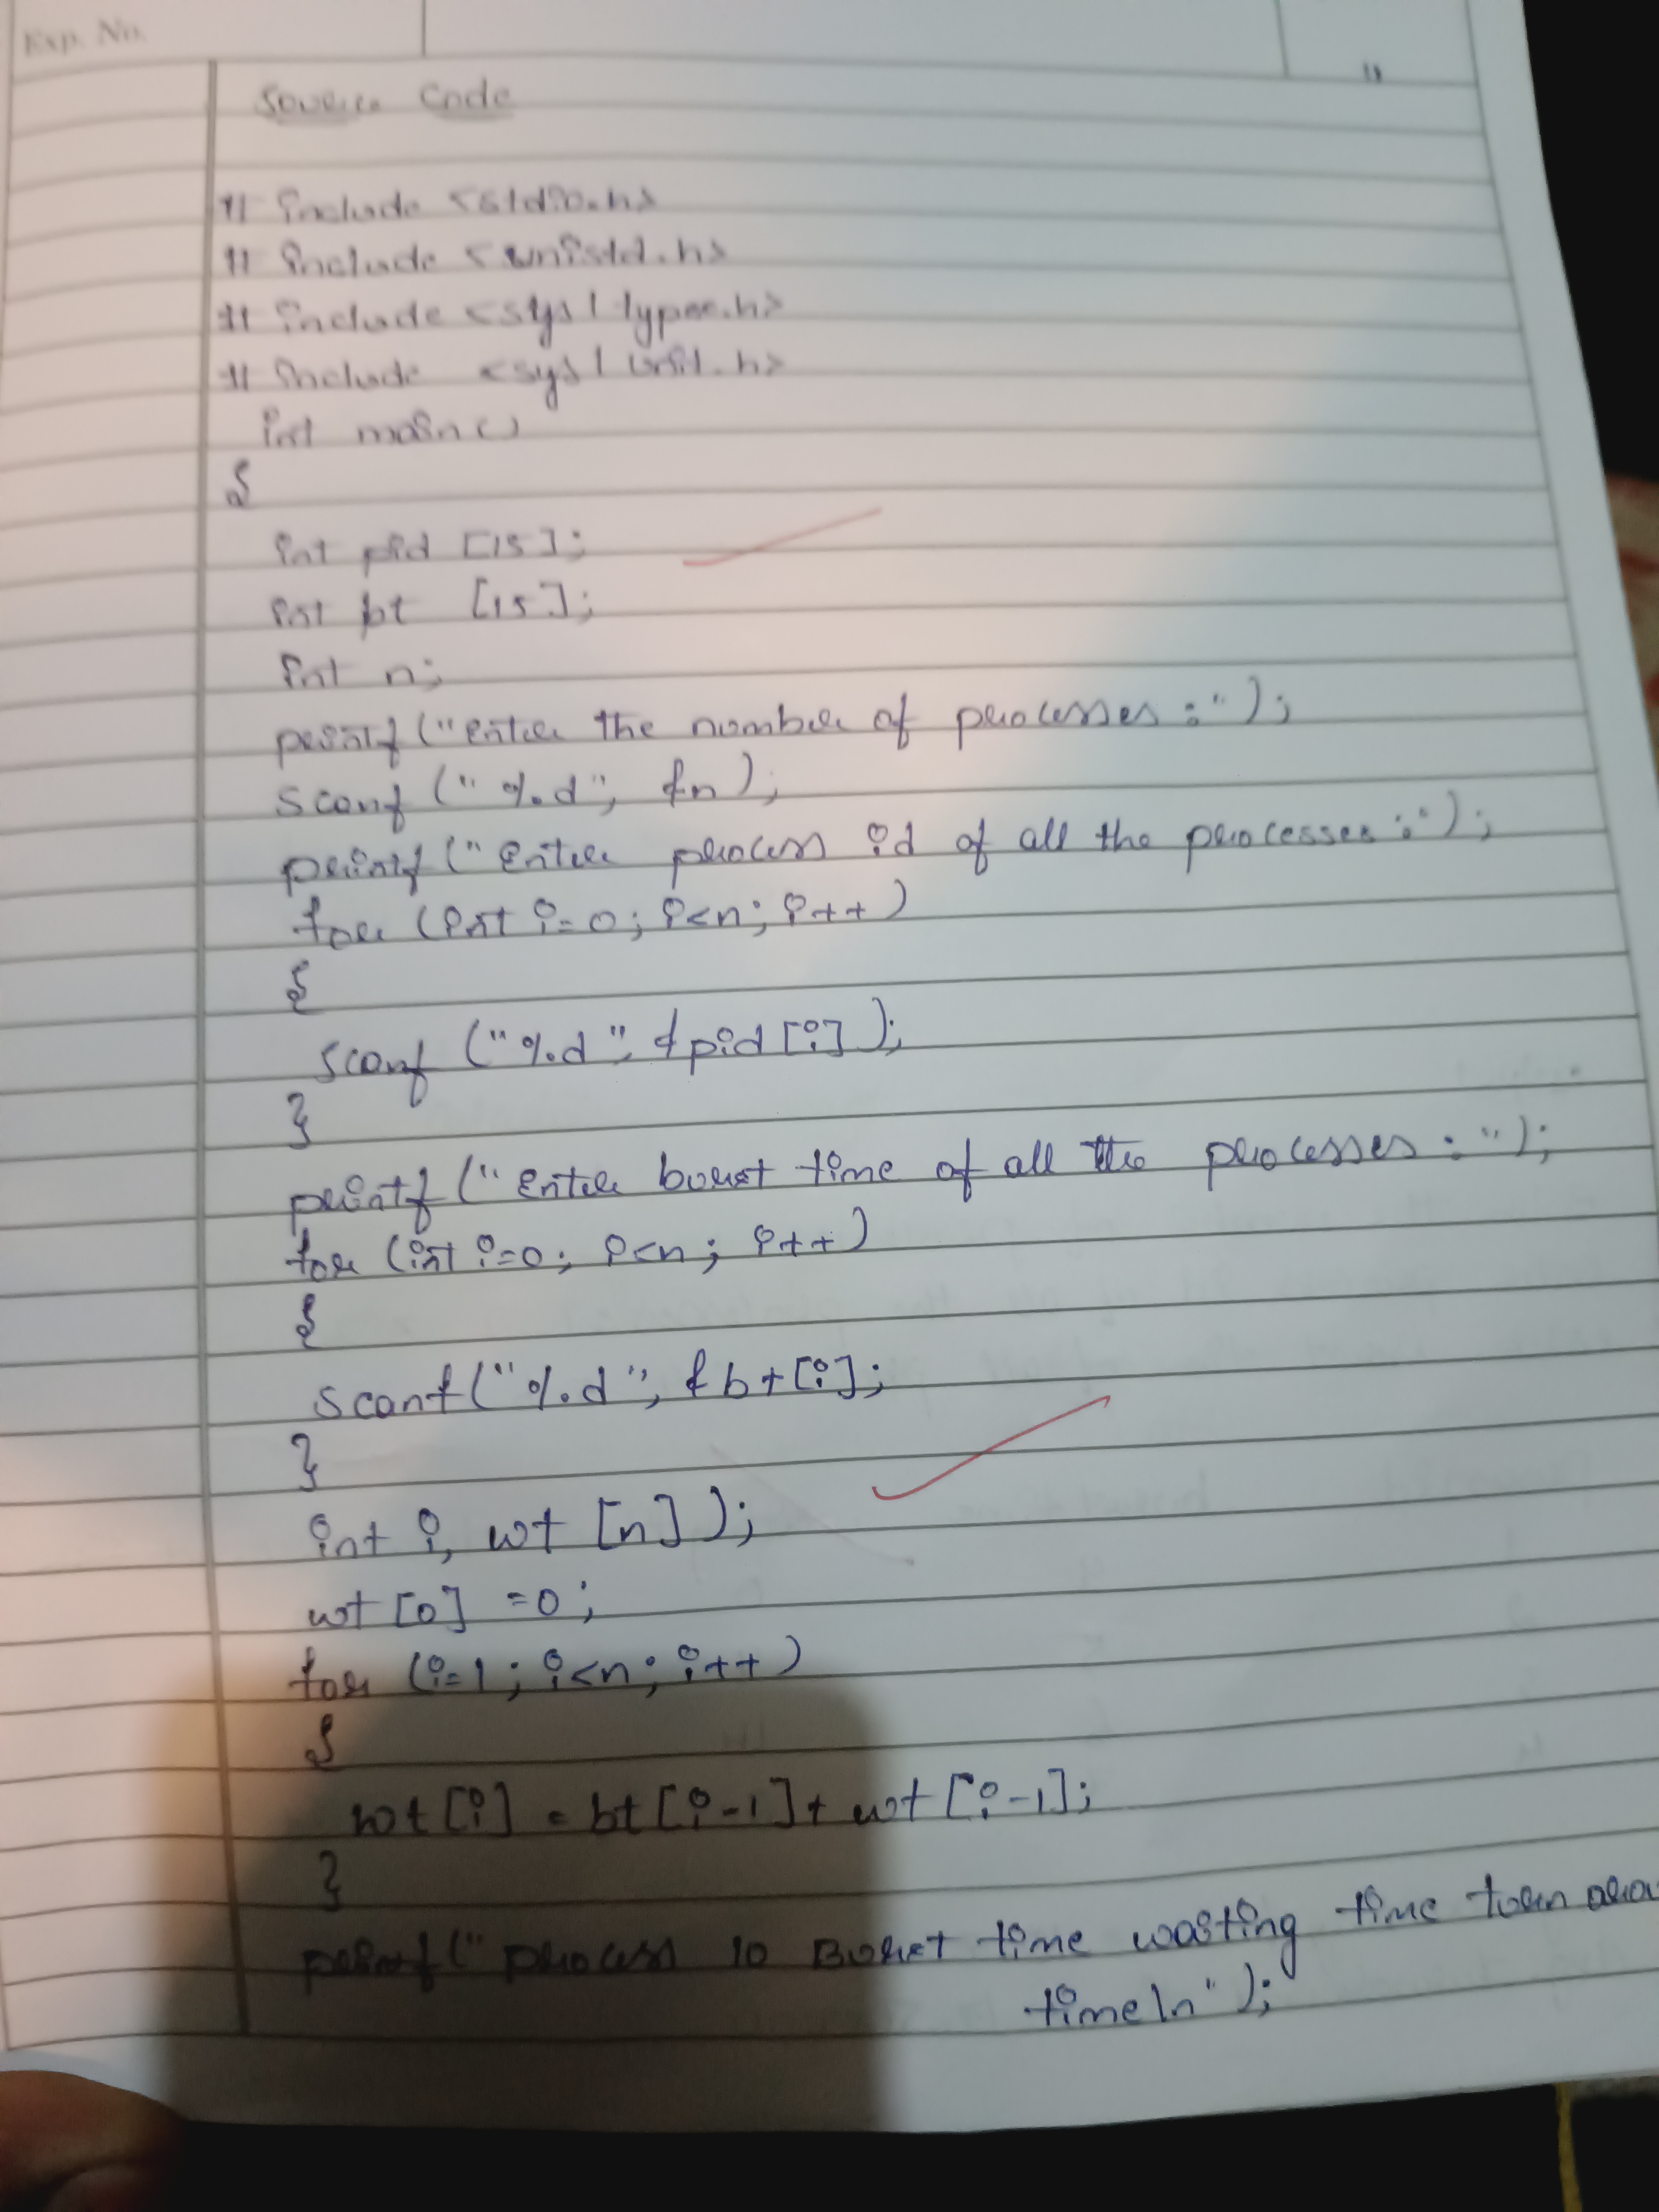 Exp. No.
11
Source Code
# include <stdio.h>
# include <unistd.h>
# include <sys/types.h>
# include <sys/wait.h>
int main()
{
int pid [15];
int bt [15];
int n;
printf("enter the number of processes:");
scanf ("%d", &n);
printf("Enter process id of all the processes:");
for (int i=0; i<n; i++)
{
scanf ("%d", &pid[i]);
}
printf("Enter burst time of all the processes:");
for (int i=0; i<n; i++)
{
scanf("%d", &bt[i];
}
int i, wt [n]);
wt [0] =0;
for (i=1; i<n; i++)
{
wt[i] = bt[i-1]+ wt[i-1];
}
printf("process ID Burst time waiting time
time\n");